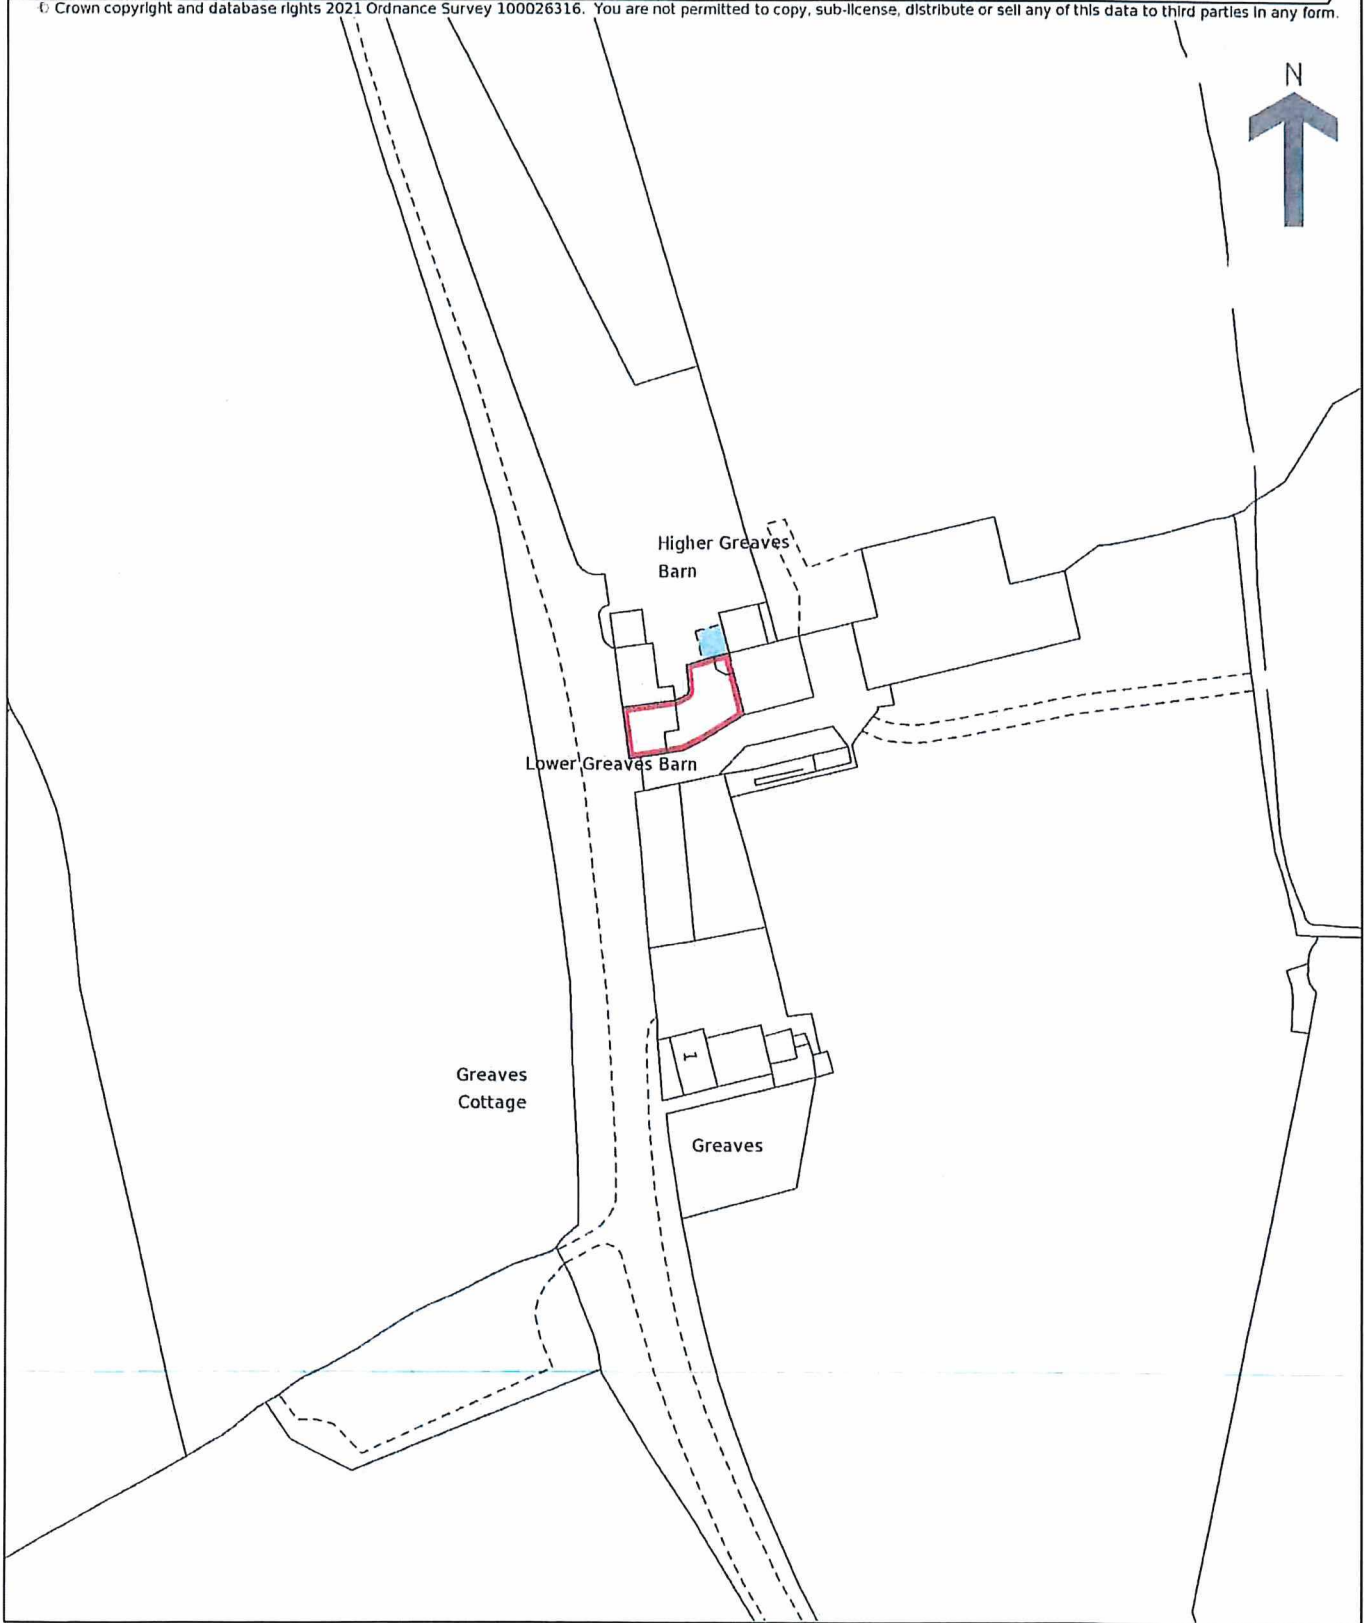 © Crown copyright and database rights 2021 Ordnance Survey 100026316. You are not permitted to copy, sub-license, distribute or sell any of this data to third parties in any form.
N
Higher Greaves
Barn
Lower Greaves Barn
1
Greaves
Cottage
Greaves